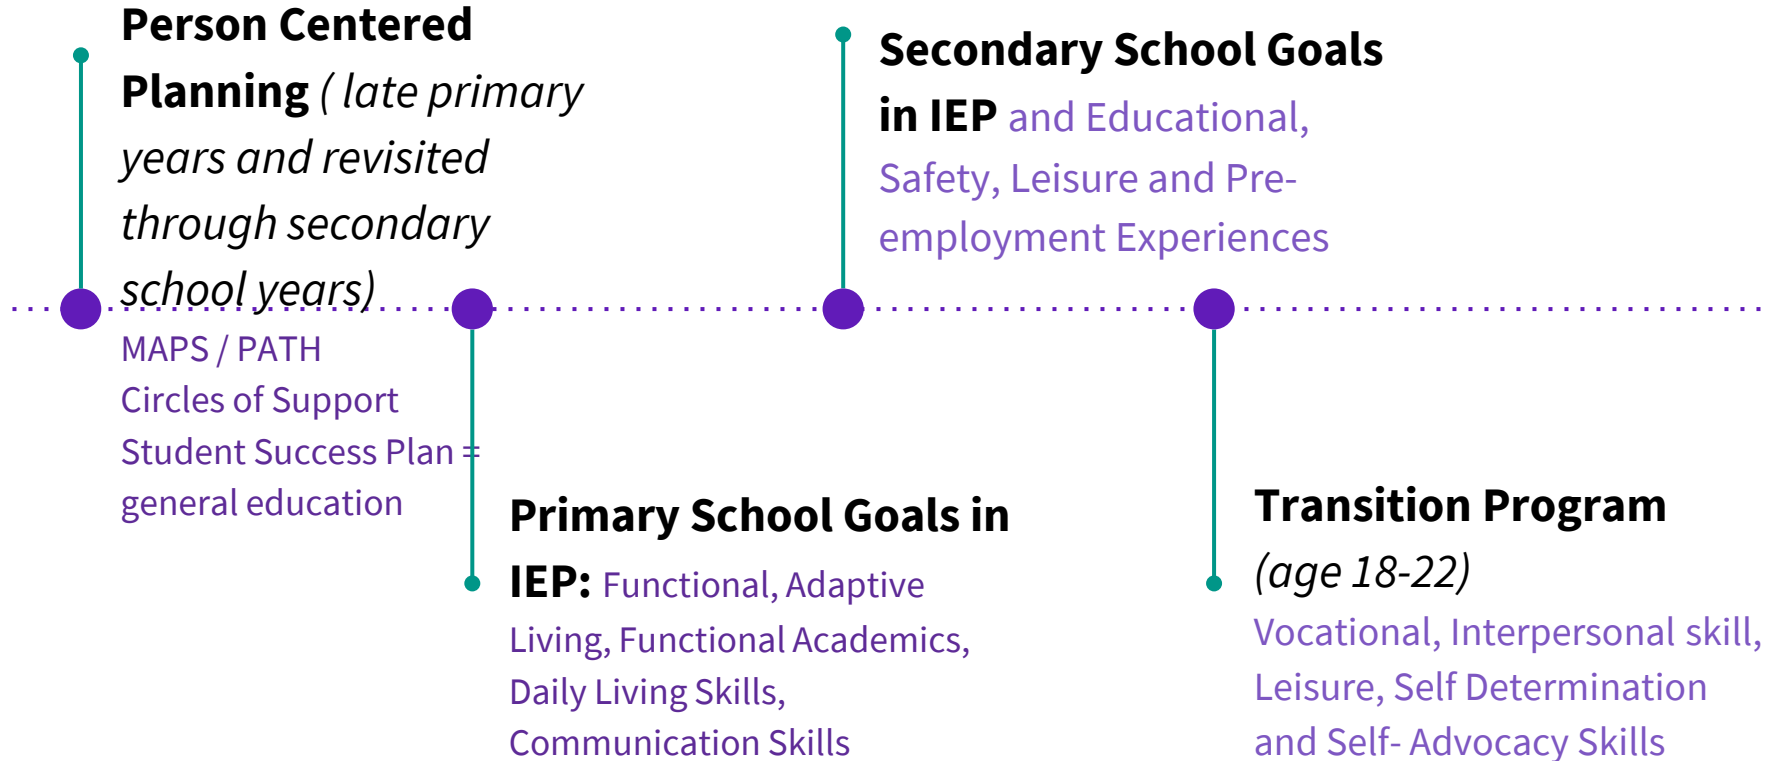 Person Centered
Planning ( late primary
years and revisited
through secondary
school years)
MAPS / PATH
Circles of Support
Student Success Plan =
general education
Primary School Goals in
IEP: Functional, Adaptive
Living, Functional Academics,
Daily Living Skills,
Communication Skills
Secondary School Goals
in IEP and Educational,
Safety, Leisure and Pre-
employment Experiences
Transition Program
(age 18-22)
Vocational, Interpersonal skill,
Leisure, Self Determination
and Self- Advocacy Skills